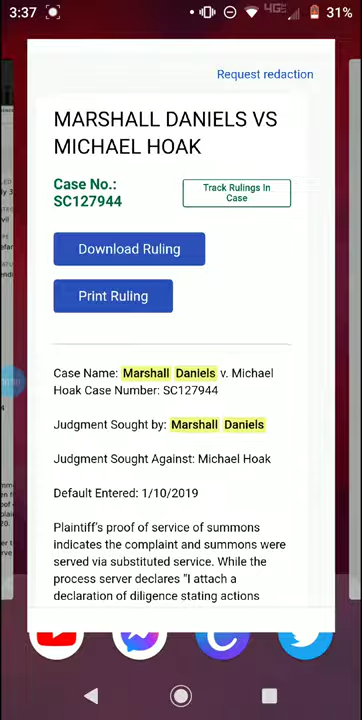 3:37
4GE
31%
Request redaction
MARSHALL DANIELS VS
MICHAEL HOAK
Case No.:
SC127944
Track Rulings In
Case
Download Ruling
Print Ruling
Case Name: Marshall Daniels v. Michael
Hoak Case Number: SC127944
Judgment Sought by: Marshall Daniels
Judgment Sought Against: Michael Hoak
Default Entered: 1/10/2019
Plaintiff's proof of service of summons
indicates the complaint and summons were
served via substituted service. While the
process server declares "I attach a
declaration of diligence stating actions